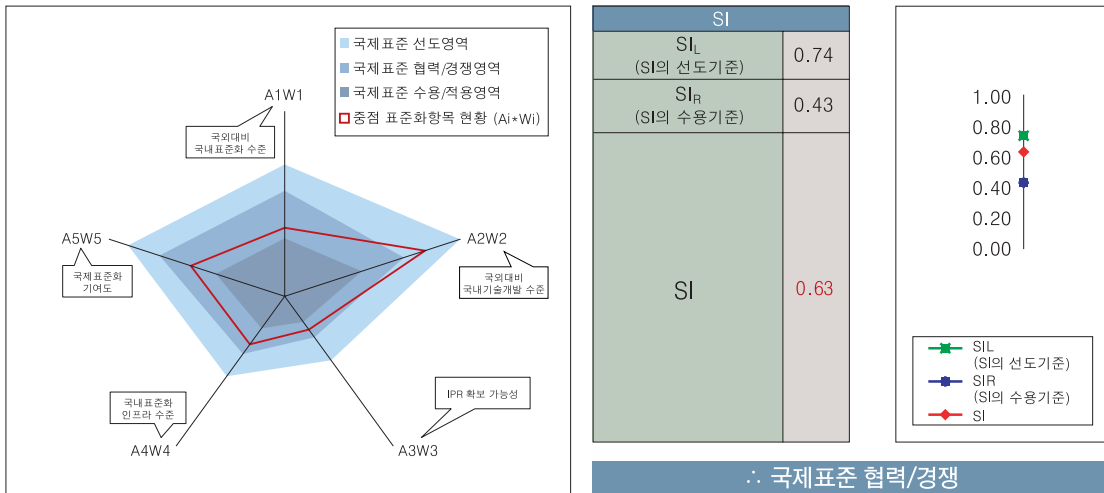 국제표준 선도영역
국제표준 협력/경쟁영역
국제표준 수용/적용영역
중점 표준화항목 현황 (Ai*Wi)
A1W1
국외대비
국내표준화 수준
A2W2
국외대비
국내기술개발 수준
A5W5
국제표준화
기여도
국내표준화
인프라 수준
A4W4
IPR 확보 가능성
A3W3
SI
SIL
(SI의 선도기준)
0.74
SIR
(SI의 수용기준)
0.43
SI
0.63
1.00
0.80
0.60
0.40
0.20
0.00
SIL
(SI의 선도기준)
SIR
(SI의 수용기준)
SI
∴ 국제표준 협력/경쟁